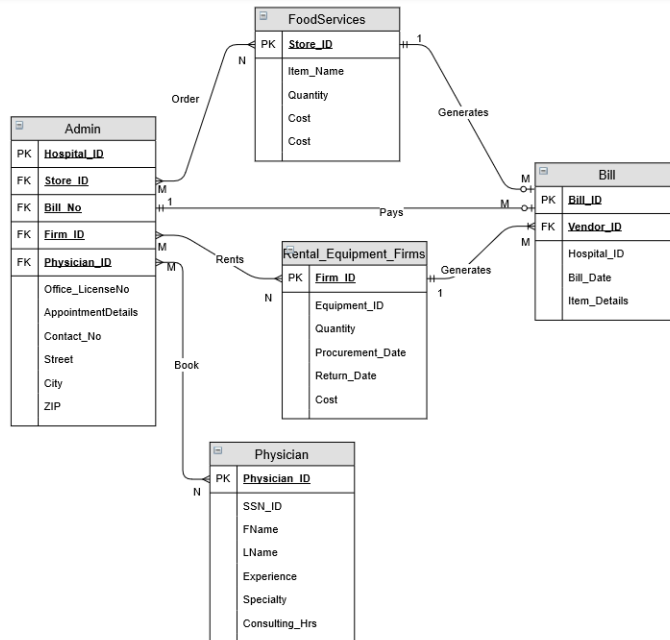 FoodServices
PK Store_ID
Item_Name
Quantity
Cost
Cost
1
N
Order
Generates
Admin
PK Hospital_ID
FK Store_ID
FK Bill_No
FK Firm_ID
FK Physician_ID
Office_LicenseNo
AppointmentDetails
Contact_No
Street
City
ZIP
M
1
Pays
M
M
M
Bill
PK Bill_ID
FK Vendor_ID
Hospital_ID
Bill_Date
Item_Details
M
M
Rents
N
Rental_Equipment_Firms
PK Firm_ID
Equipment_ID
Quantity
Procurement_Date
Return_Date
Cost
Generates
1
Book
N
Physician
PK Physician_ID
SSN_ID
FName
LName
Experience
Specialty
Consulting_Hrs